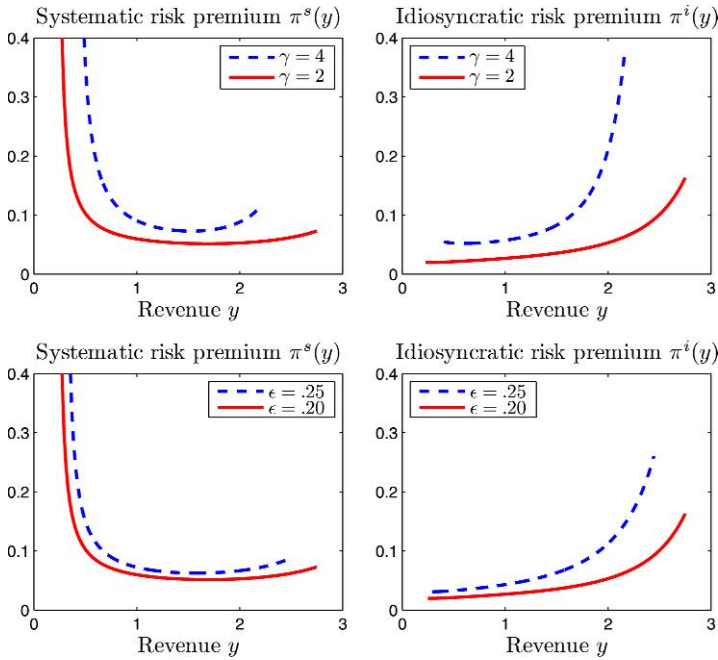 Systematic risk premium π^s(y)
Idiosyncratic risk premium π^i(y)
0.4
0.3
0.2
0.1
0
γ = 4
γ = 2
0 1 2 3
Revenue y
0.4
0.3
0.2
0.1
0
γ = 4
γ = 2
0 1 2 3
Revenue y
Systematic risk premium π^s(y)
Idiosyncratic risk premium π^i(y)
0.4
0.3
0.2
0.1
0
ϵ = .25
ϵ = .20
0 1 2 3
Revenue y
0.4
0.3
0.2
0.1
0
ϵ = .25
ϵ = .20
0 1 2 3
Revenue y